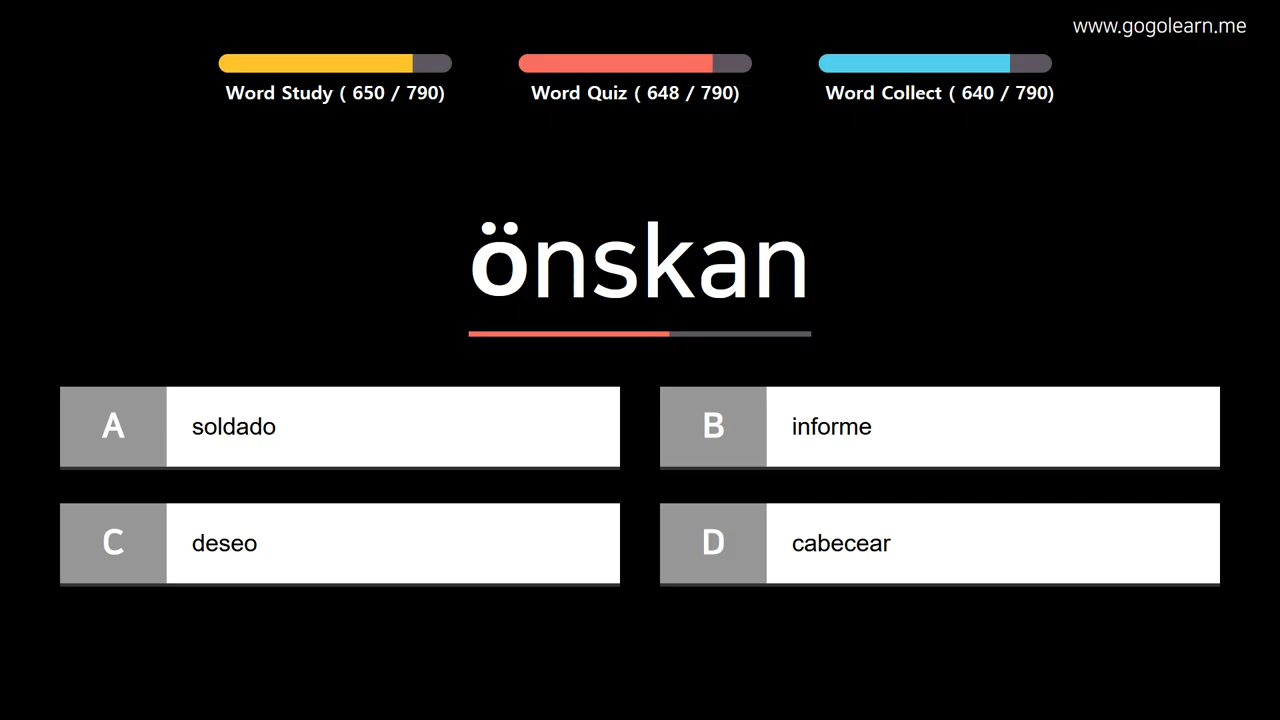 www.gogolearn.me
Word Study ( 650 / 790)
Word Quiz ( 648 / 790)
Word Collect ( 640 / 790)
önskan
A soldado
B informe
C deseo
D cabecear